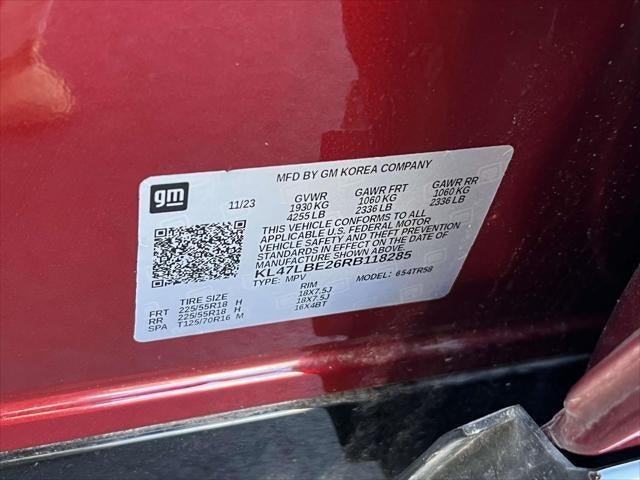 MFD BY GM KOREA COMPANY
gm
11/23 GVWR GAWR FRT GAWR RR
1930 KG 1060 KG 1060 KG
4255 LB 2336 LB 2336 LB
THIS VEHICLE CONFORMS TO ALL
APPLICABLE U.S. FEDERAL MOTOR
VEHICLE SAFETY AND THEFT PREVENTION
STANDARDS IN EFFECT ON THE DATE OF
MANUFACTURE SHOWN ABOVE.
KL47LBE26RB118285
TYPE: MPV MODEL: 654TR58
TIRE SIZE RIM
FRT 225/55R18 H 18X7.5J
RR 225/55R18 H 18X7.5J
SPA T125/70R16 M 16X4BT